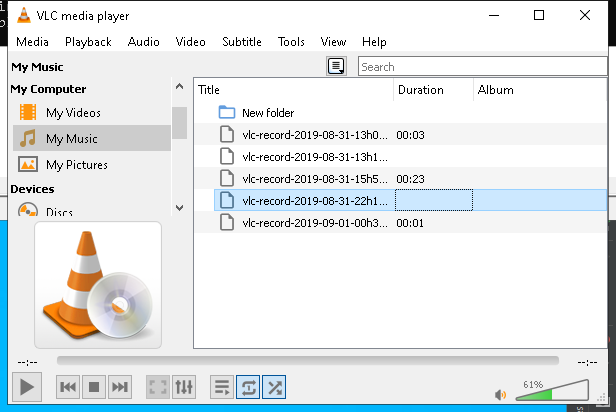 VLC media player
Media Playback Audio Video Subtitle Tools View Help
My Music
Search
My Computer
My Videos
My Music
My Pictures
Devices
Discs
Title Duration Album
New folder
vlc-record-2019-08-31-13h0... 00:03
vlc-record-2019-08-31-13h1...
vlc-record-2019-08-31-15h5... 00:23
vlc-record-2019-08-31-22h1...
vlc-record-2019-09-01-00h3... 00:01
--:-- --:--
61%